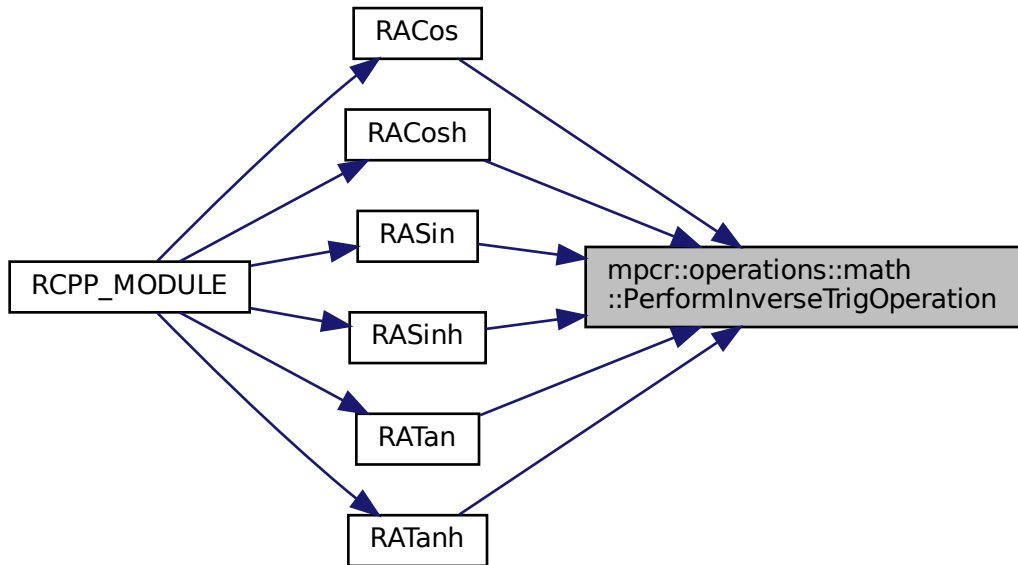 RACos
RACosh
RASin
RCPP_MODULE
RASinh
RATan
RATanh
mpcr::operations::math
::PerformInverseTrigOperation